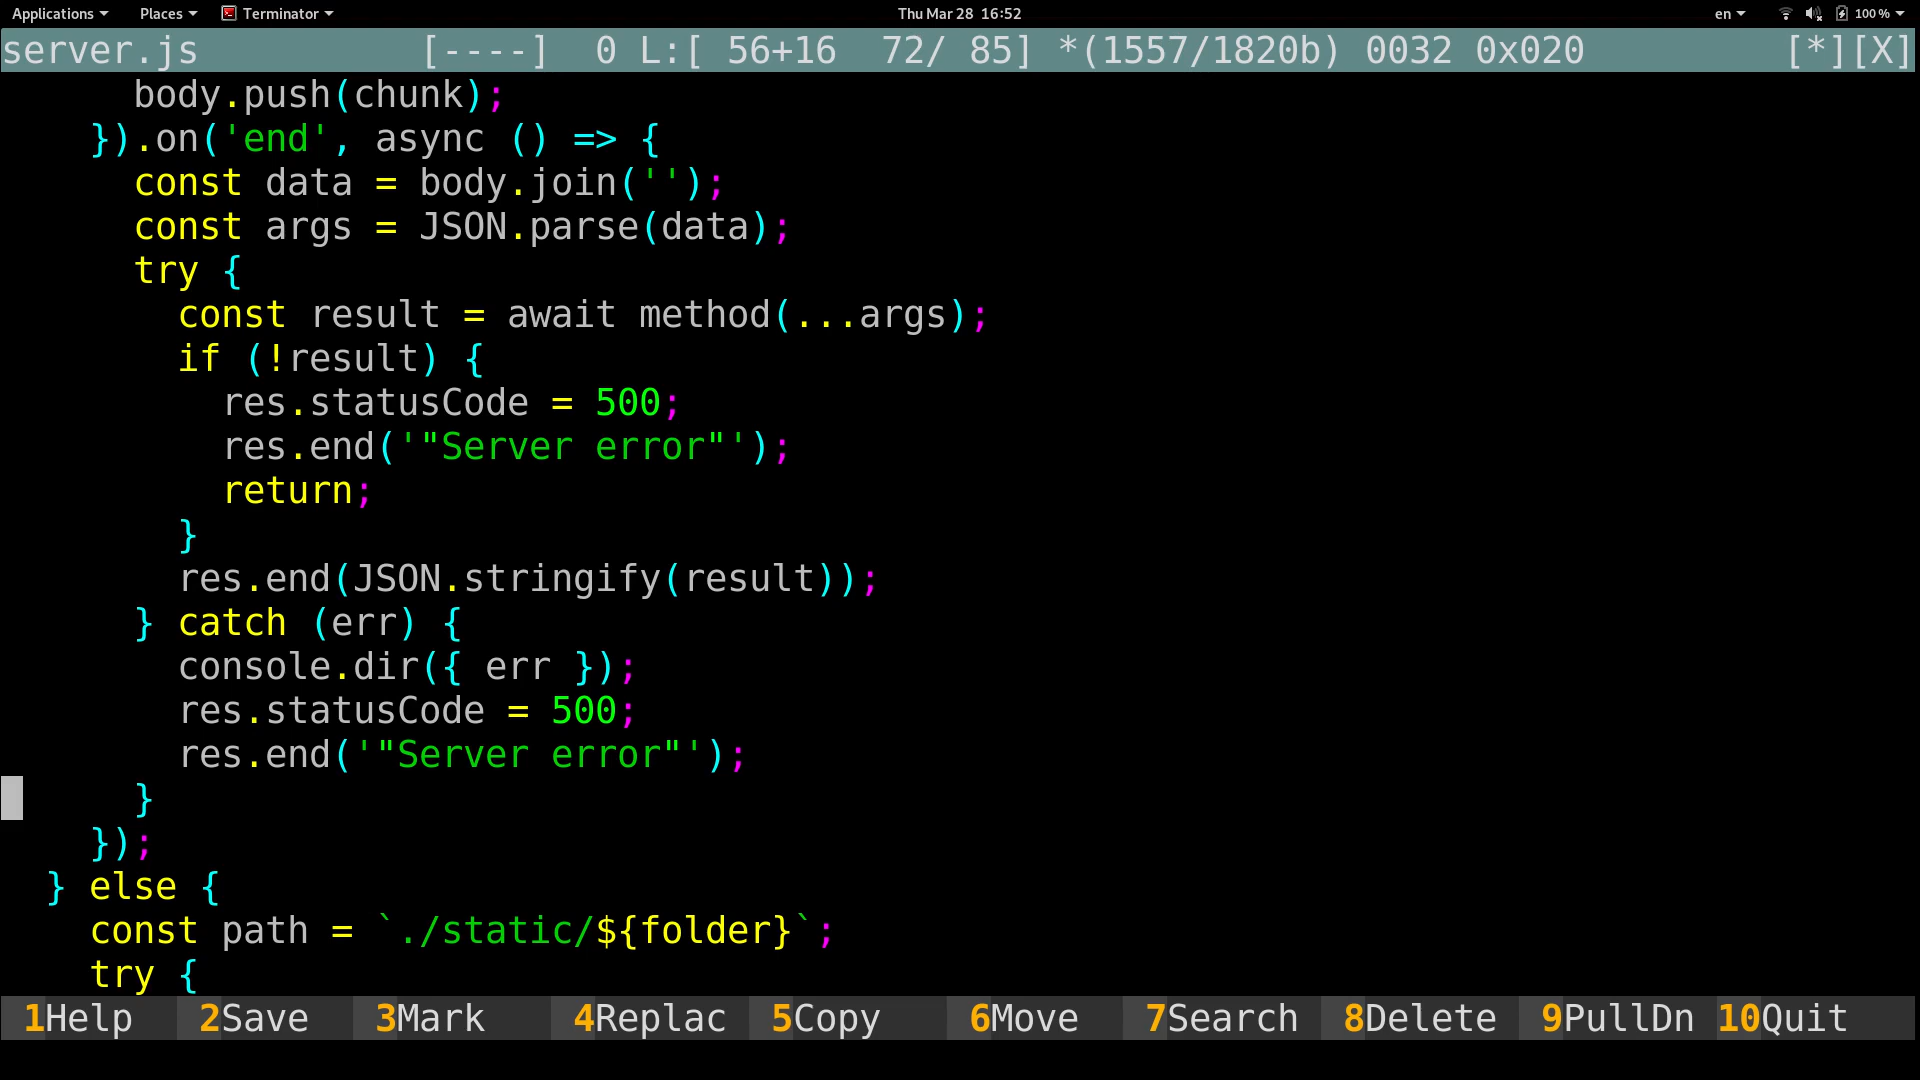 Applications Places Terminator Thu Mar 28 16:52 en 100%
server.js [----] 0 L:[ 56+16 72/ 85] *(1557/1820b) 0032 0x020 [*][X]
body.push(chunk);
}).on('end', async () => {
const data = body.join('');
const args = JSON.parse(data);
try {
const result = await method(...args);
if (!result) {
res.statusCode = 500;
res.end('"Server error"');
return;
}
res.end(JSON.stringify(result));
} catch (err) {
console.dir({ err });
res.statusCode = 500;
res.end('"Server error"');
}
});
} else {
const path = `./static/${folder}`;
try {
1Help 2Save 3Mark 4Replac 5Copy 6Move 7Search 8Delete 9PullDn 10Quit